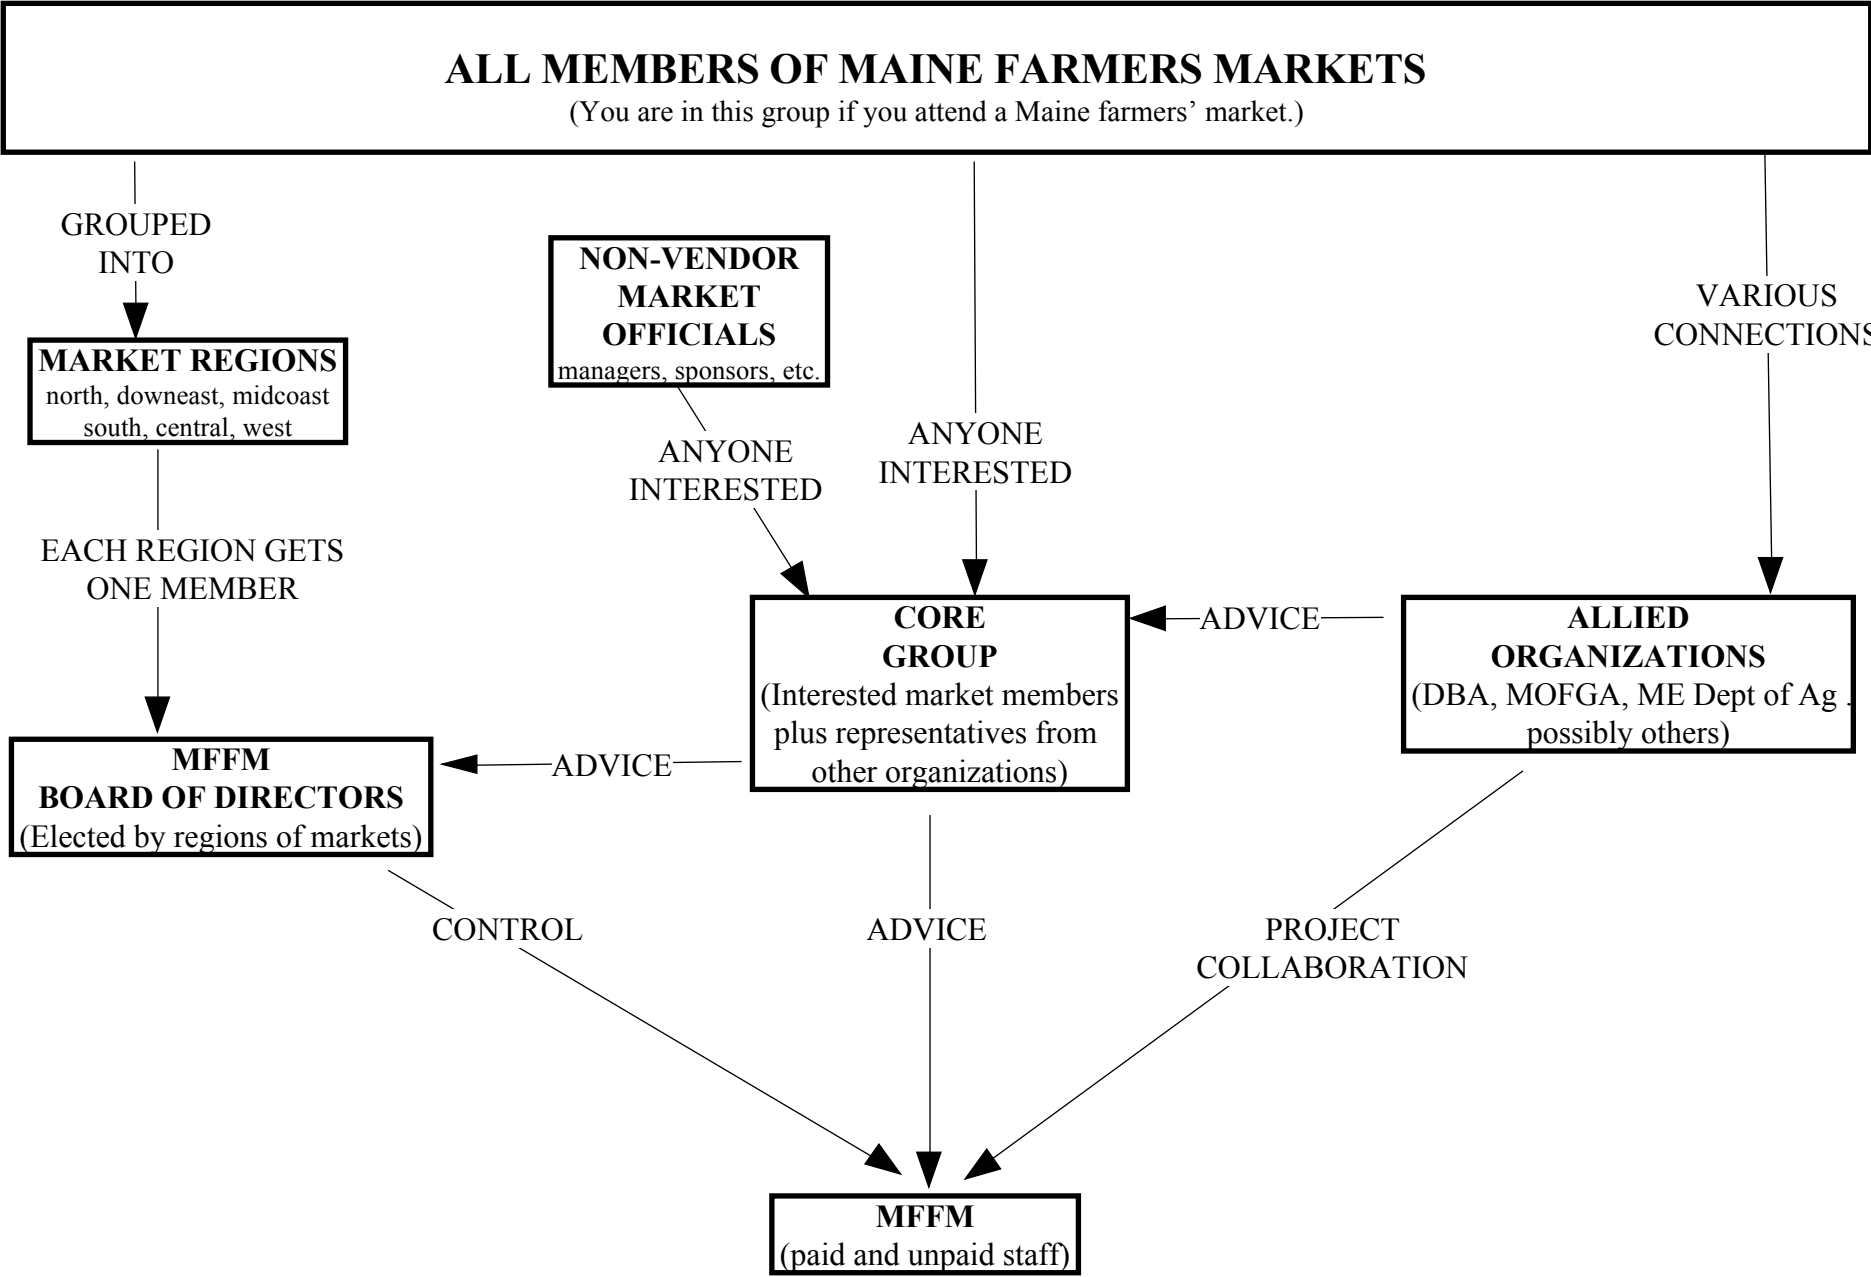 ALL MEMBERS OF MAINE FARMERS MARKETS
(You are in this group if you attend a Maine farmers’ market.)
GROUPED
INTO
NON-VENDOR
MARKET
OFFICIALS
managers, sponsors, etc.
VARIOUS
CONNECTIONS
MARKET REGIONS
north, downeast, midcoast
south, central, west
ANYONE
INTERESTED
ANYONE
INTERESTED
EACH REGION GETS
ONE MEMBER
CORE
GROUP
(Interested market members
plus representatives from
other organizations)
ADVICE
ALLIED
ORGANIZATIONS
(DBA, MOFGA, ME Dept of Ag .
possibly others)
MFFM
BOARD OF DIRECTORS
(Elected by regions of markets)
ADVICE
CONTROL
ADVICE
PROJECT
COLLABORATION
MFFM
(paid and unpaid staff)